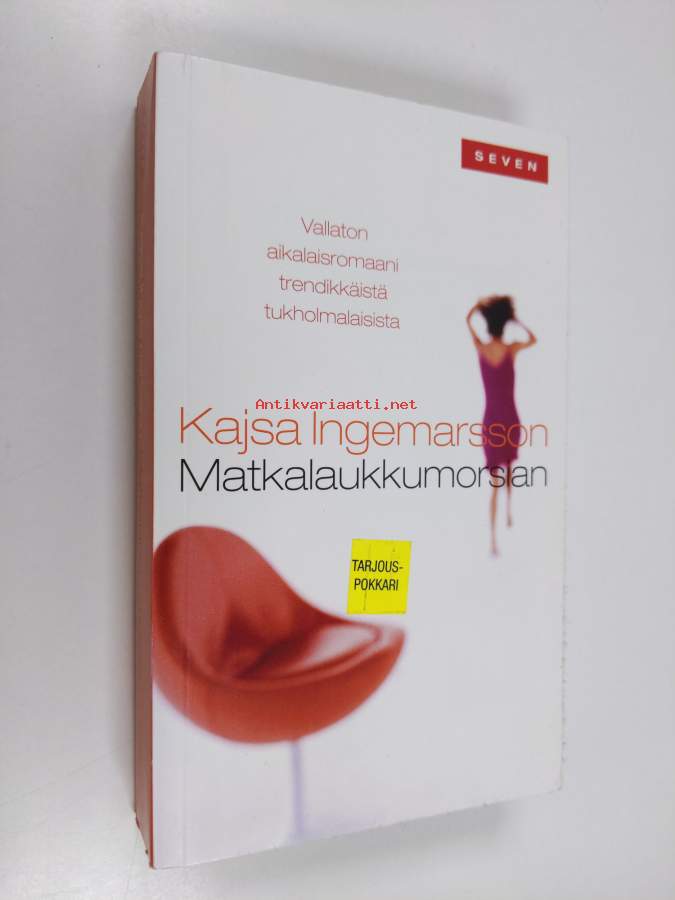 SEVEN
Vallaton
aikalaisromaani
trendikkäistä
tukholmalaisista
Antikvariaatti.net
Kajsa Ingemarsson
Matkalaukkumorsian
TARJOUS-
POKKARI